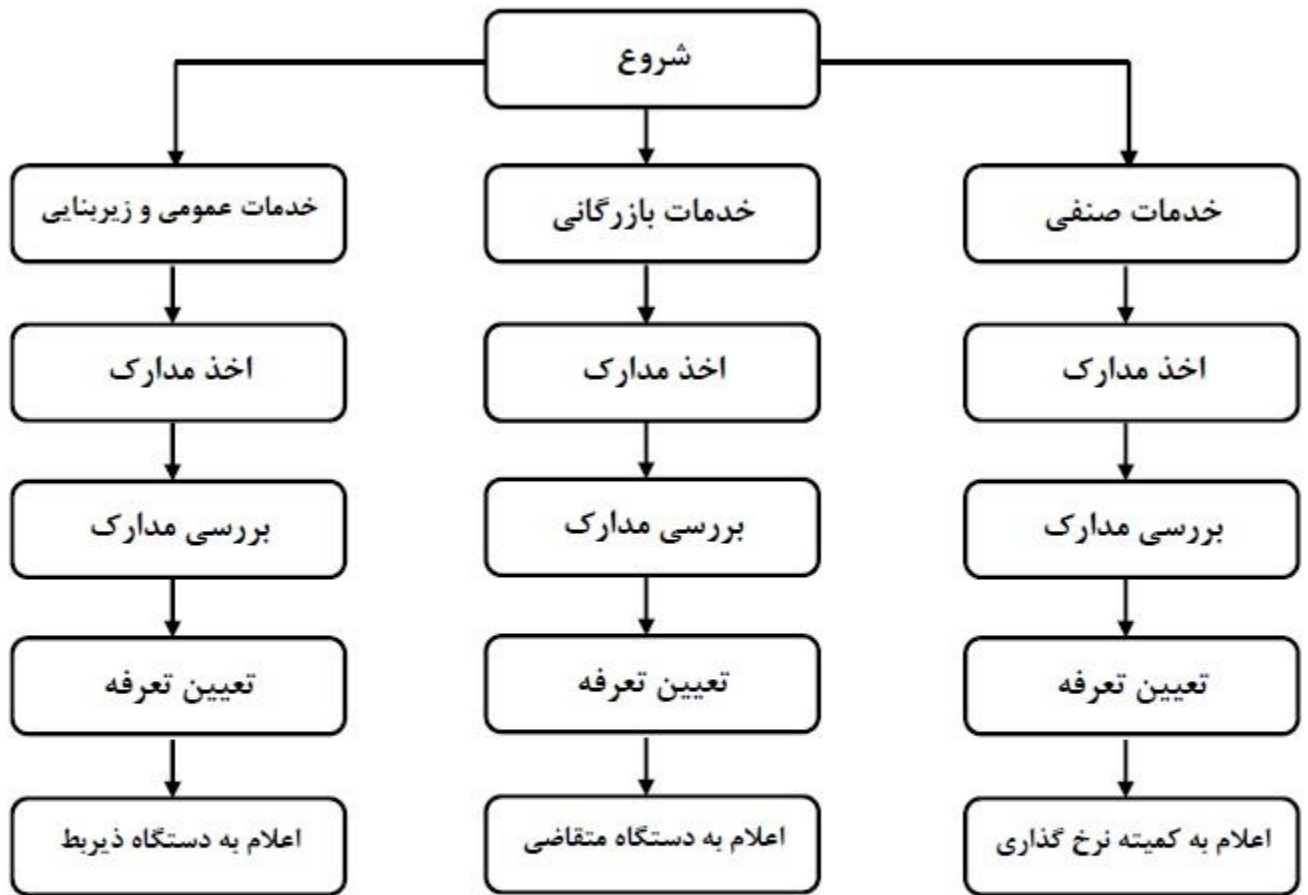 شروع
خدمات صنفی
خدمات بازرگانی
خدمات عمومی و زیربنایی
اخذ مدارک
اخذ مدارک
اخذ مدارک
بررسی مدارک
بررسی مدارک
بررسی مدارک
تعیین تعرفه
تعیین تعرفه
تعیین تعرفه
اعلام به کمیته نرخ گذاری
اعلام به دستگاه متقاضی
اعلام به دستگاه ذیربط